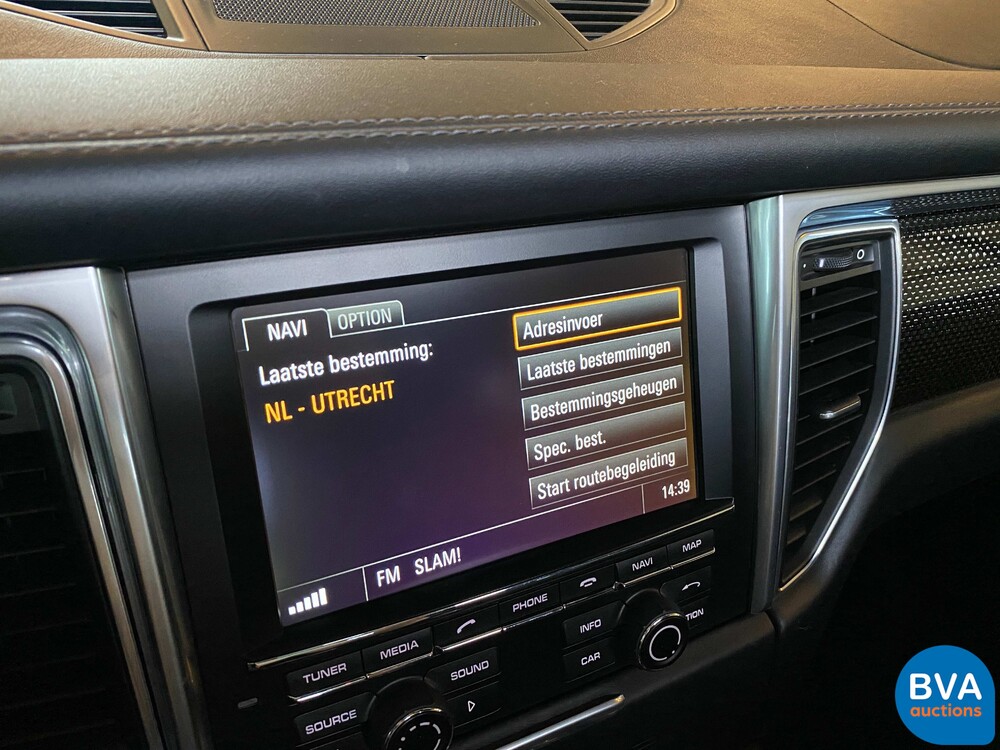 NAVI OPTION
Laatste bestemming:
NL - UTRECHT
Adresinvoer
Laatste bestemmingen
Bestemmingsgeheugen
Spec. best.
Start routebegeleiding
14:39
FM SLAM!
TUNER MEDIA PHONE NAVI MAP
SOURCE SOUND INFO
CAR
0
BVA
auctions